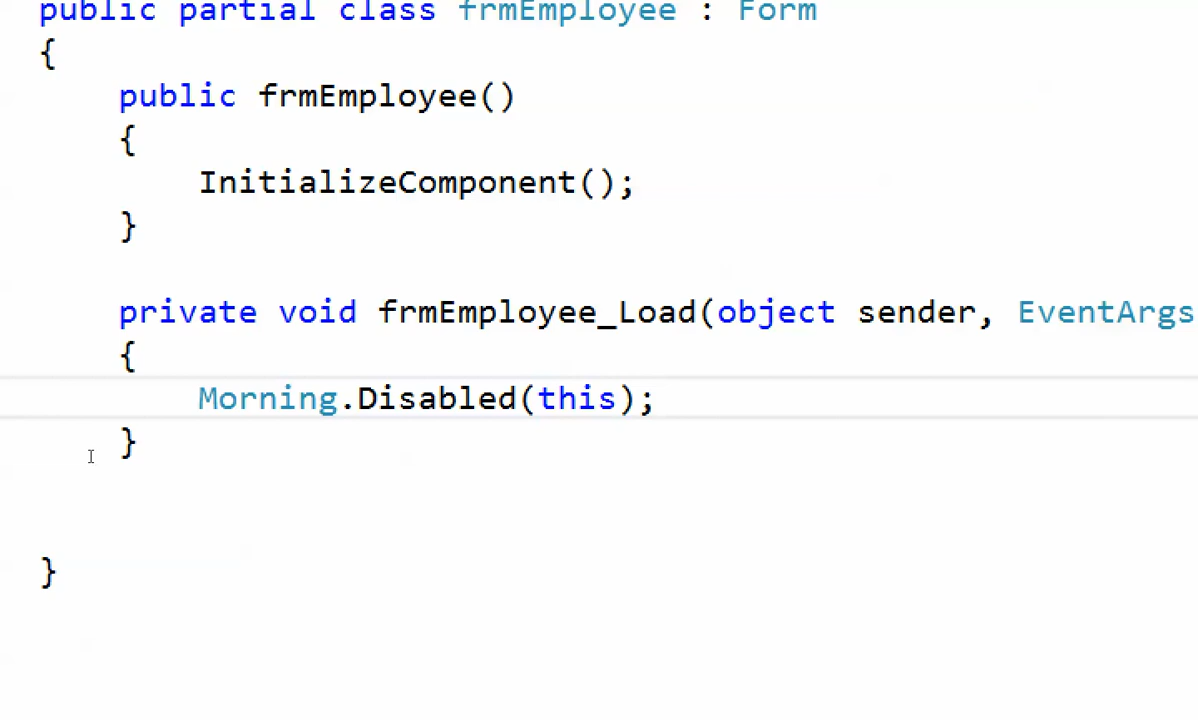 public partial class frmEmployee : Form
{
public frmEmployee()
{
InitializeComponent();
}
private void frmEmployee_Load(object sender, EventArgs
{
Morning.Disabled(this);
}
}